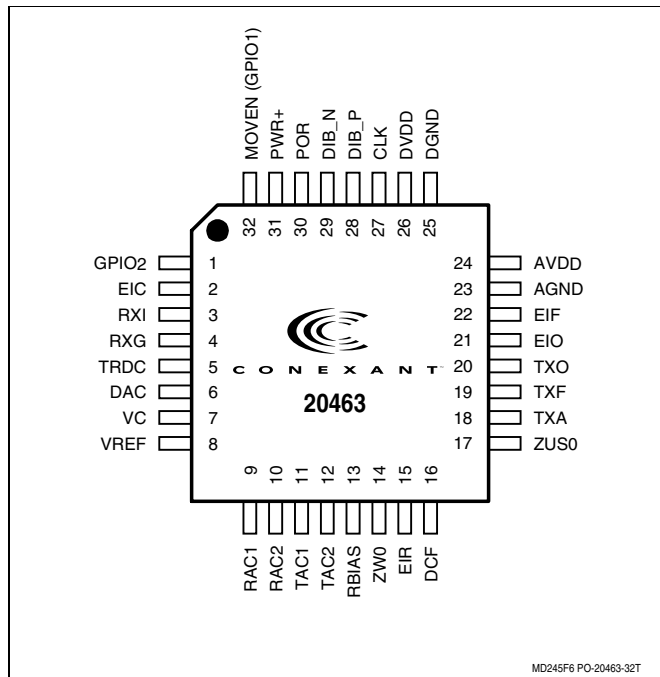 MOVEN (GPIO1)
PWR+
POR
DIB_N
DIB_P
CLK
DVDD
DGND
32
31
30
29
28
27
26
25
GPIO2 1
EIC 2
RXI 3
RXG 4
TRDC 5
DAC 6
VC 7
VREF 8
24 AVDD
23 AGND
22 EIF
21 EIO
20 TXO
19 TXF
18 TXA
17 ZUS0
CONEXANT
20463
9
10
11
12
13
14
15
16
RAC1
RAC2
TAC1
TAC2
RBIAS
ZW0
EIR
DCF
MD245F6 PO-20463-32T